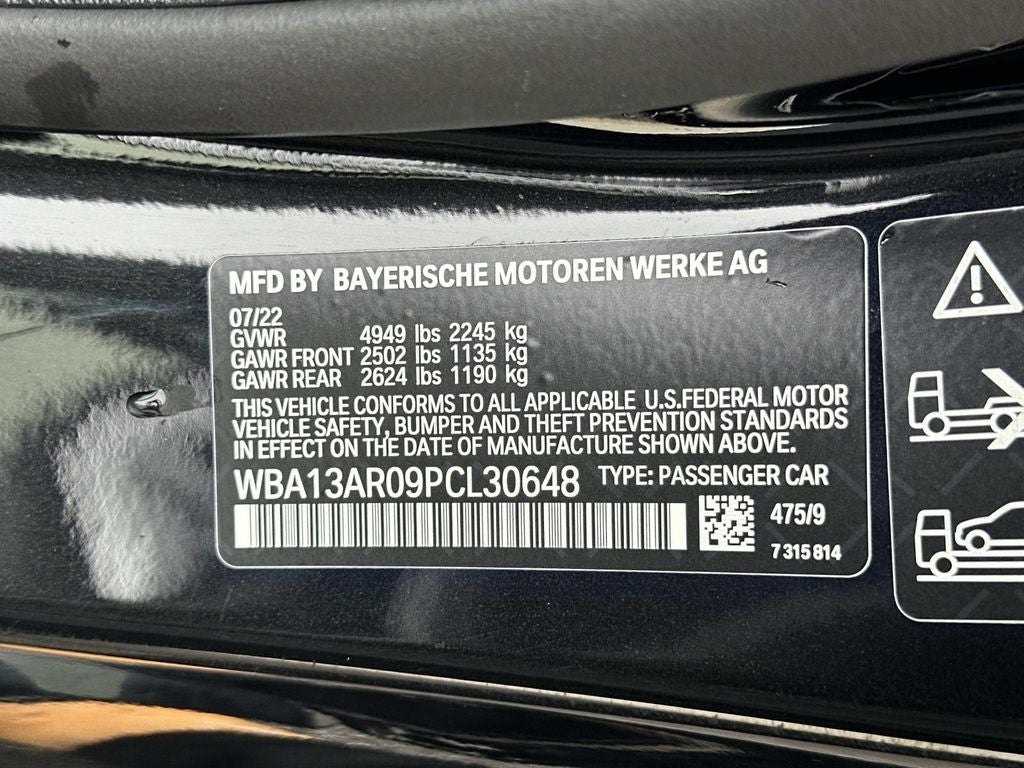 MFD BY BAYERISCHE MOTOREN WERKE AG
07/22
GVWR 4949 lbs 2245 kg
GAWR FRONT 2502 lbs 1135 kg
GAWR REAR 2624 lbs 1190 kg
THIS VEHICLE CONFORMS TO ALL APPLICABLE U.S.FEDERAL MOTOR
VEHICLE SAFETY, BUMPER AND THEFT PREVENTION STANDARDS
IN EFFECT ON THE DATE OF MANUFACTURE SHOWN ABOVE.
WBA13AR09PCL30648 TYPE: PASSENGER CAR
475/9
7 315 814